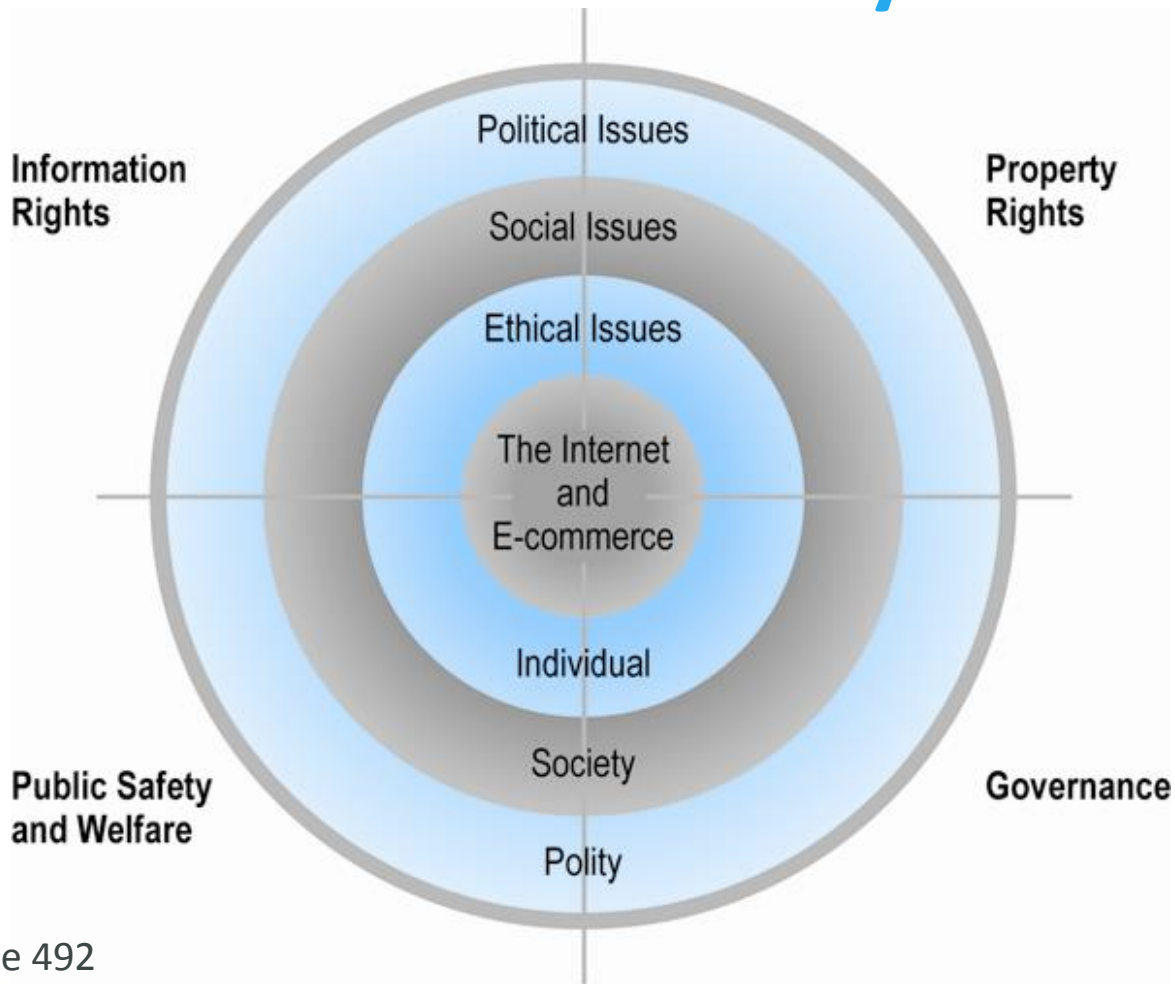 Political Issues
Information
Rights
Property
Rights
Social Issues
Ethical Issues
The Internet
and
E-commerce
Individual
Society
Public Safety
and Welfare
Governance
Polity
e 492